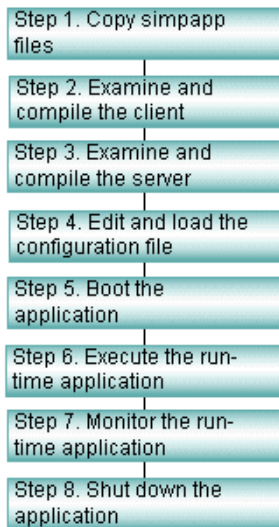 Step 1. Copy simpapp
files
Step 2. Examine and
compile the client
Step 3. Examine and
compile the server
Step 4. Edit and load the
configuration file
Step 5. Boot the
application
Step 6. Execute the run-
time application
Step 7. Monitor the run-
time application
Step 8. Shut down the
application